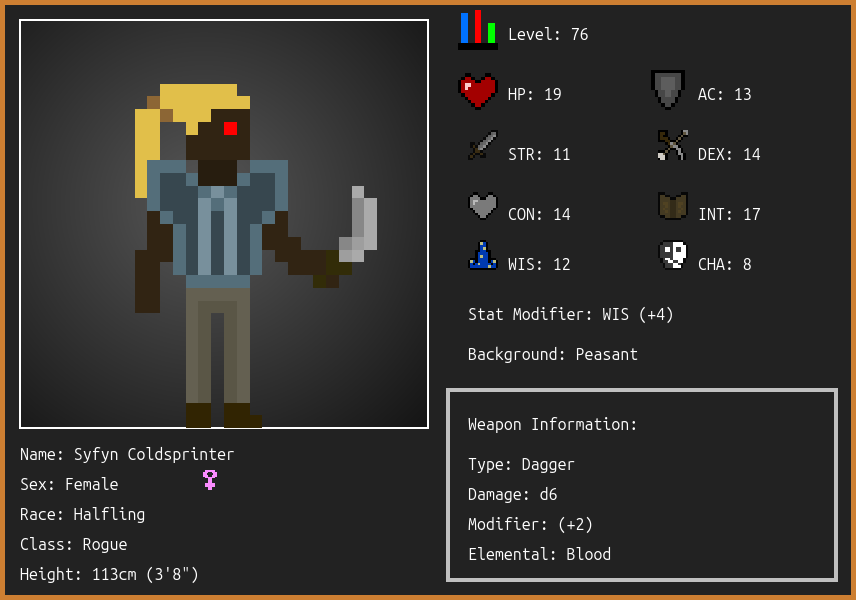 Level: 76
HP: 19
AC: 13
STR: 11
DEX: 14
CON: 14
INT: 17
WIS: 12
CHA: 8
Stat Modifier: WIS (+4)
Background: Peasant
Weapon Information:
Type: Dagger
Damage: d6
Modifier: (+2)
Elemental: Blood
Name: Syfyn Coldsprinter
Sex: Female
Race: Halfling
Class: Rogue
Height: 113cm (3'8")